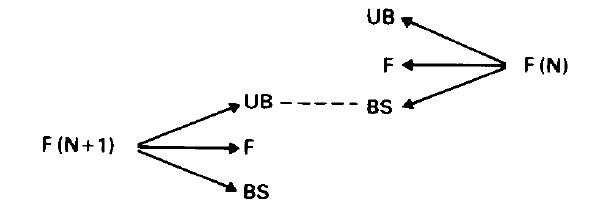 UB
F F(N)
UB BS
F(N+1) F
BS